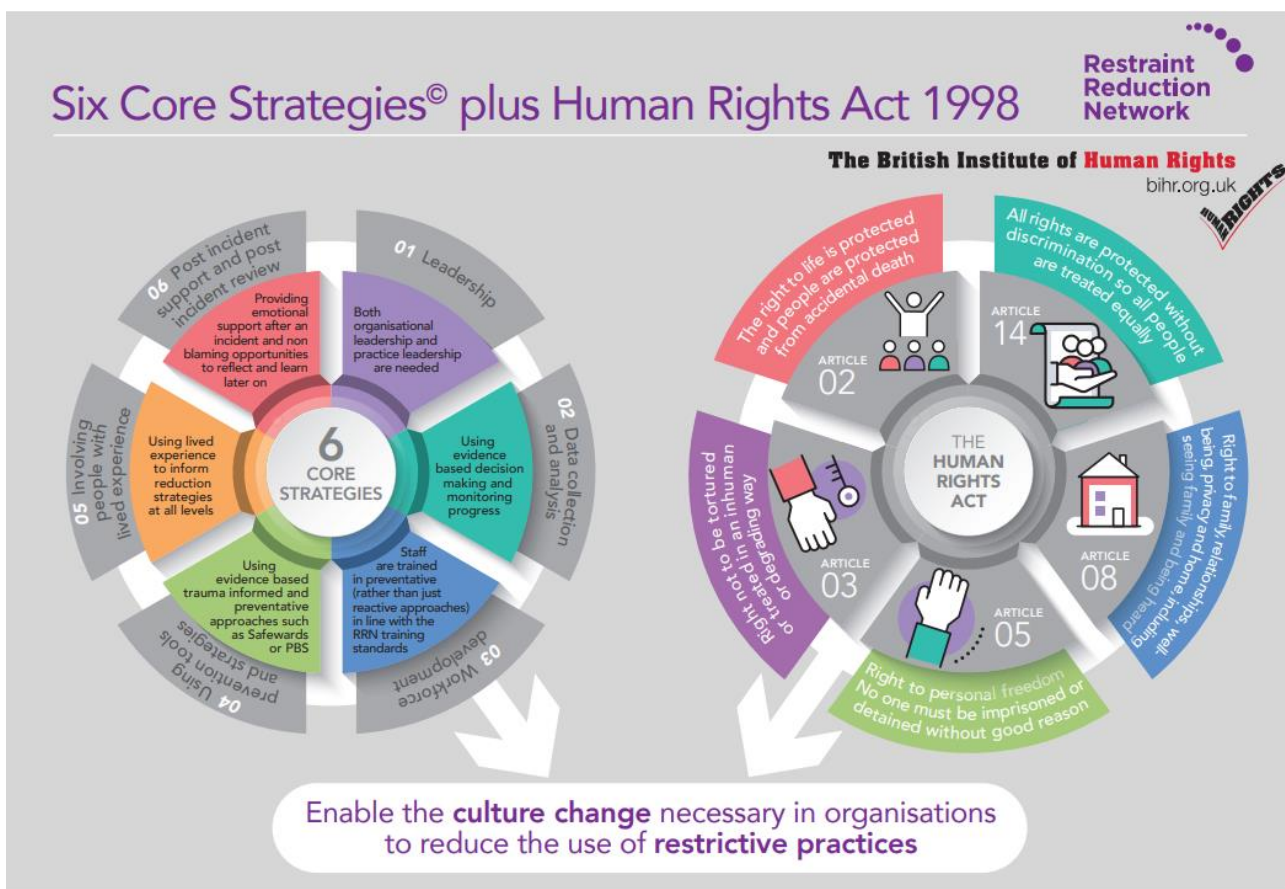 Six Core Strategies© plus Human Rights Act 1998
Restraint
Reduction
Network
The British Institute of Human Rights
bihr.org.uk
HUMAN
RIGHTS
6
CORE
STRATEGIES
01 Leadership
Both
organisational
leadership and
practice leadership
are needed
02 Data collection
and analysis
Using
evidence
based decision
making and
monitoring
progress
03 Workforce
development
Staff
are trained
in preventative
(rather than just
reactive approaches)
in line with the
RRN training
standards
04 Using
prevention tools
and strategies
Using
evidence based
trauma informed and
preventative
approaches such
as Safewards
or PBS
05 Involving
people with
lived experience
Using lived
experience
to inform
reduction
strategies
at all levels
06 Post incident
support and post
incident review
Providing
emotional
support after an
incident and non
blaming opportunities
to reflect and learn
later on
THE
HUMAN
RIGHTS
ACT
The right to life is protected
and people are protected
from accidental death
ARTICLE
02
All rights are protected without
discrimination so all people
are treated equally
ARTICLE
14
Right to family, relationships, well-
being, privacy and home, including
seeing family and being heard
ARTICLE
08
Right to personal freedom
No one must be imprisoned or
detained without good reason
ARTICLE
05
Right not to be tortured
or treated in an inhuman
or degrading way
ARTICLE
03
Enable the culture change necessary in organisations
to reduce the use of restrictive practices